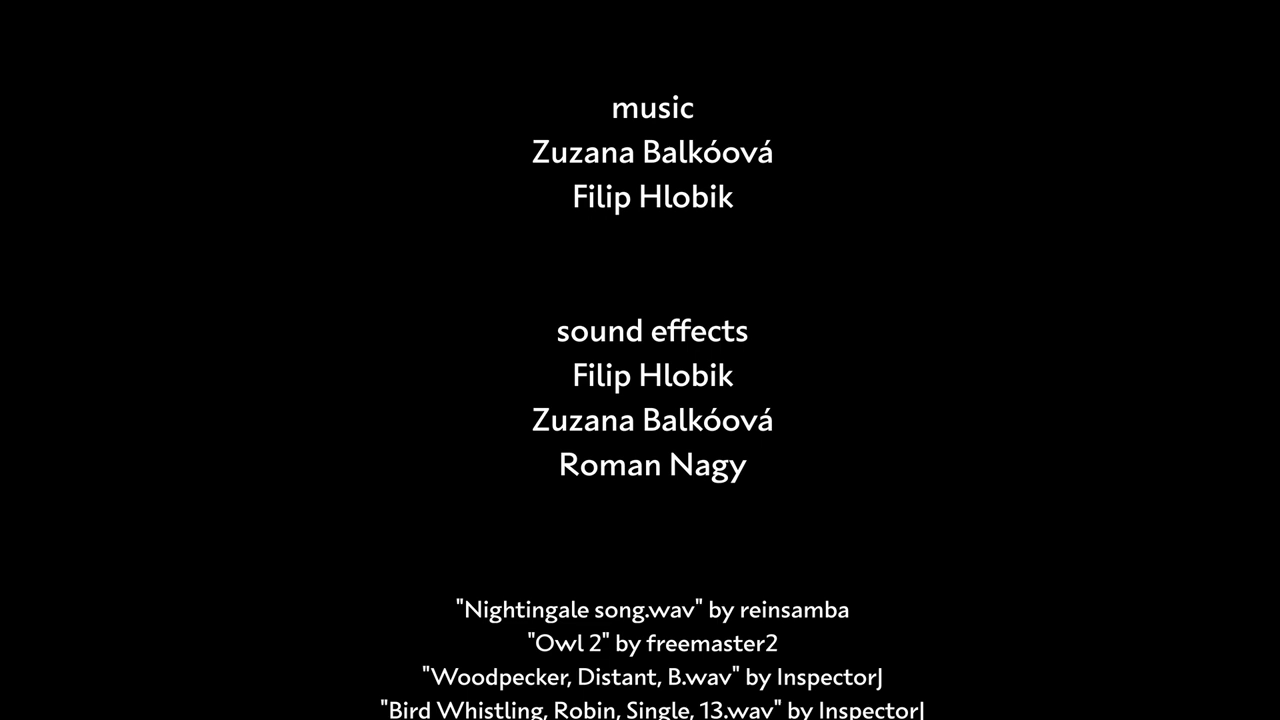 music
Zuzana Balkóová
Filip Hlobik
sound effects
Filip Hlobik
Zuzana Balkóová
Roman Nagy
"Nightingale song.wav" by reinsamba
"Owl 2" by freemaster2
"Woodpecker, Distant, B.wav" by InspectorJ
"Bird Whistling, Robin, Single, 13.wav" by InspectorJ